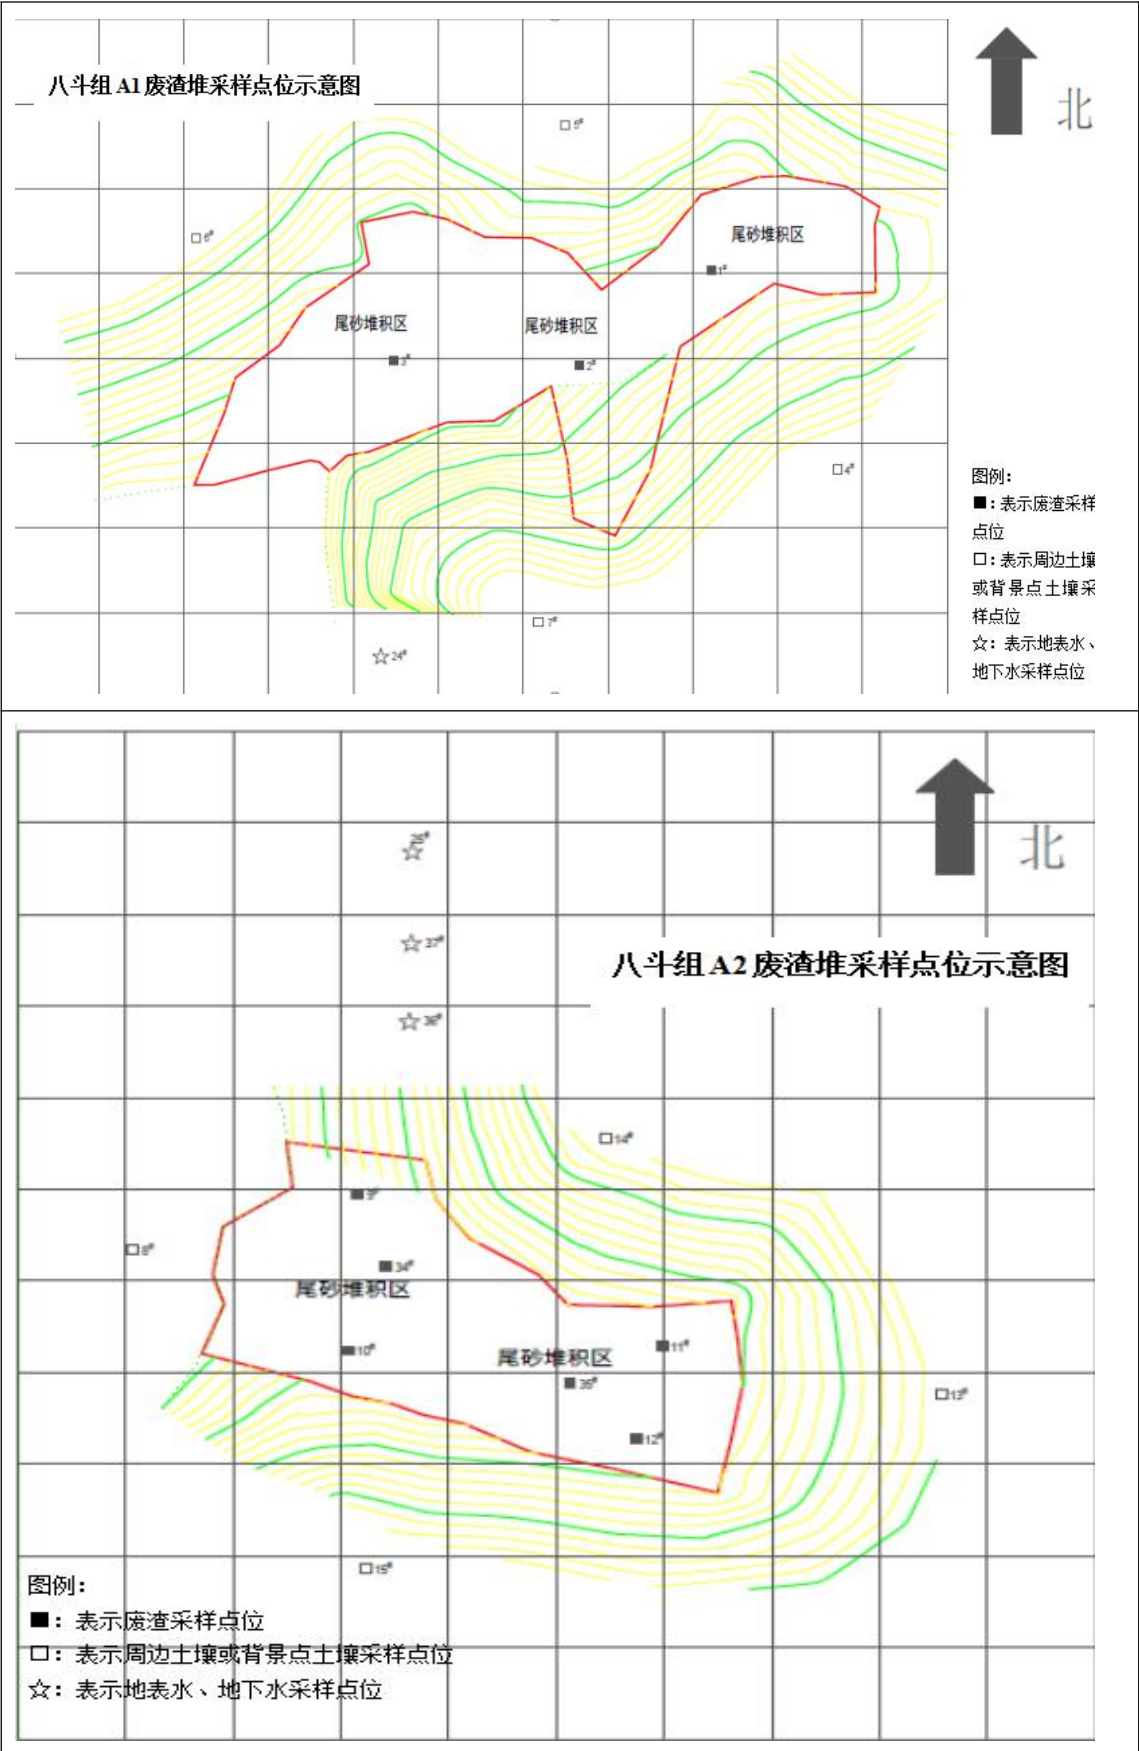 八斗组 A1 废渣堆采样点位示意图
北
□5#
□6#
尾砂堆积区
■1#
尾砂堆积区
尾砂堆积区
■3#
■2#
□4#
图例：
■：表示废渣采样
点位
□：表示周边土壤
或背景点土壤采
样点位
☆：表示地表水、
地下水采样点位
□7#
☆24#
北
☆37#
八斗组 A2 废渣堆采样点位示意图
☆36#
□14#
■9#
□8#
■34#
尾砂堆积区
■10#
■11#
尾砂堆积区
■35#
□13#
■12#
□15#
图例：
■：表示废渣采样点位
□：表示周边土壤或背景点土壤采样点位
☆：表示地表水、地下水采样点位